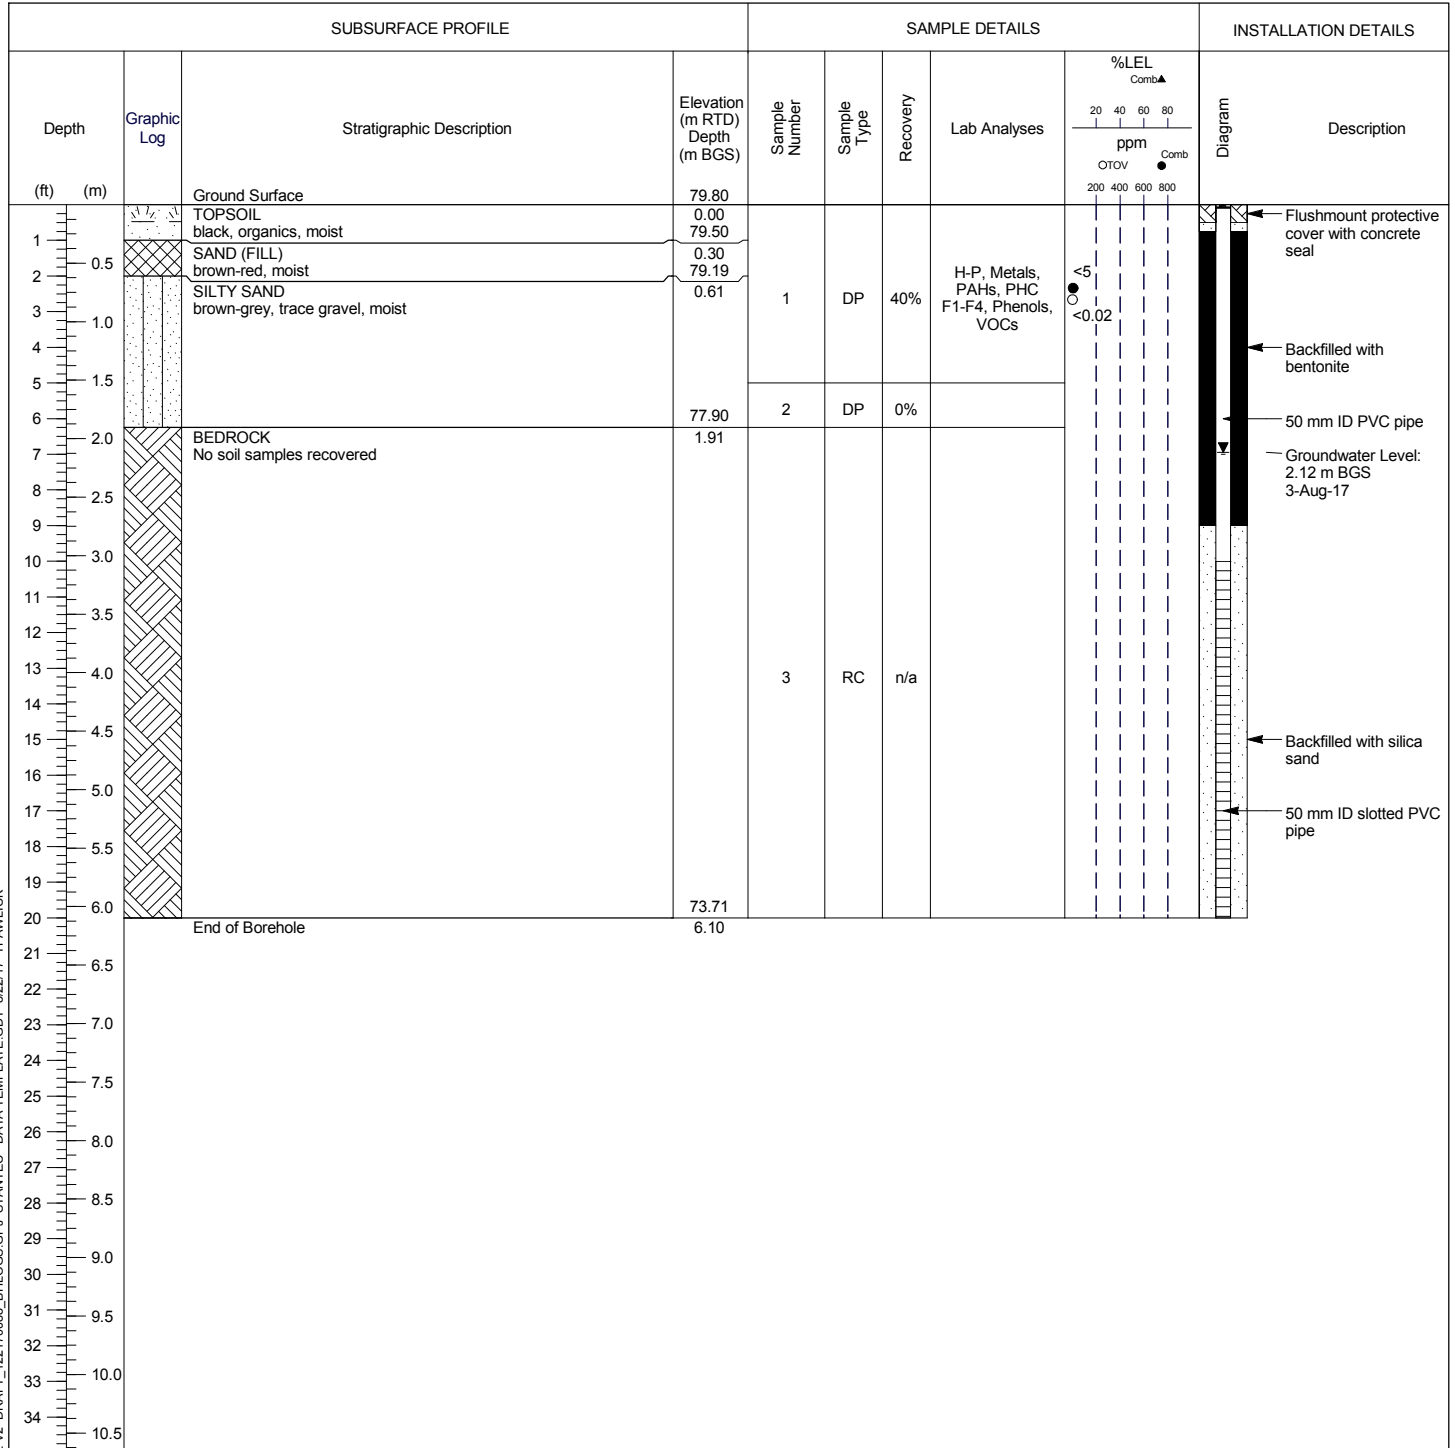 SUBSURFACE PROFILE
SAMPLE DETAILS
INSTALLATION DETAILS
Depth
(ft)
(m)
Graphic
Log
Stratigraphic Description
Elevation
(m RTD)
Depth
(m BGS)
Sample
Number
Sample
Type
Recovery
Lab Analyses
%LEL
Comb▲
20 40 60 80
ppm
OTOV
● Comb
200 400 600 800
Diagram
Description
Ground Surface
79.80
TOPSOIL
0.00
black, organics, moist
79.50
SAND (FILL)
0.30
brown-red, moist
79.19
SILTY SAND
0.61
brown-grey, trace gravel, moist
77.90
BEDROCK
1.91
No soil samples recovered
73.71
End of Borehole
6.10
1
DP
40%
H-P, Metals,
PAHs, PHC
F1-F4, Phenols,
VOCs
<5
<0.02
2
DP
0%
3
RC
n/a
Flushmount protective
cover with concrete
seal
Backfilled with
bentonite
50 mm ID PVC pipe
Groundwater Level:
2.12 m BGS
3-Aug-17
Backfilled with silica
sand
50 mm ID slotted PVC
pipe
1
2
3
4
5
6
7
8
9
10
11
12
13
14
15
16
17
18
19
20
21
22
23
24
25
26
27
28
29
30
31
32
33
34
0.5
1.0
1.5
2.0
2.5
3.0
3.5
4.0
4.5
5.0
5.5
6.0
6.5
7.0
7.5
8.0
8.5
9.0
9.5
10.0
10.5